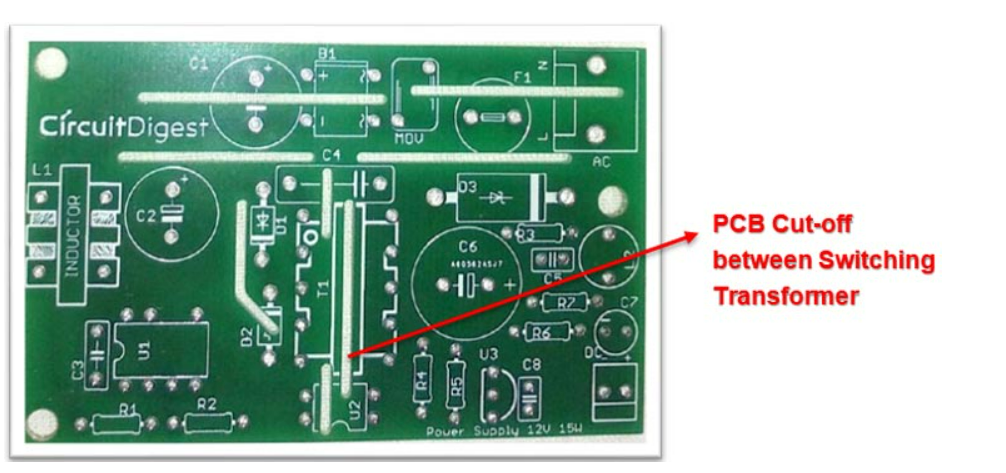 C1
B1
F1
N
CircuitDigest
MOV
L
AC
C4
L1
INDUCTOR
C2
D1
D3
R3
C6
+
C5
T1
R7
C7
B2
R6
DC
U1
C3
U3
C8
R4
R5
U2
R1
R2
Power Supply 12V 15W
PCB Cut-off
between Switching
Transformer